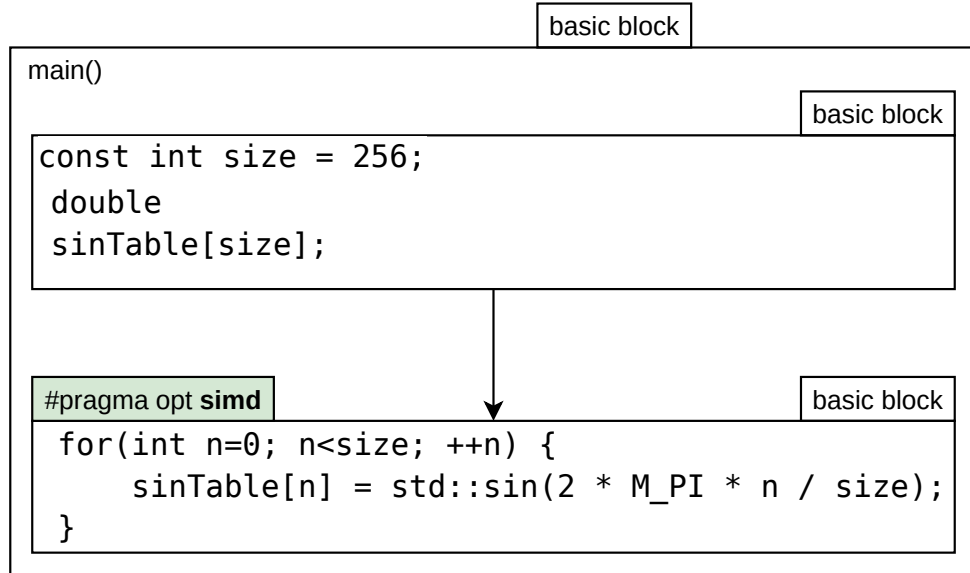 basic block
main()
basic block
const int size = 256;
double
sinTable[size];
#pragma opt simd
basic block
for(int n=0; n<size; ++n) {
sinTable[n] = std::sin(2 * M_PI * n / size);
}